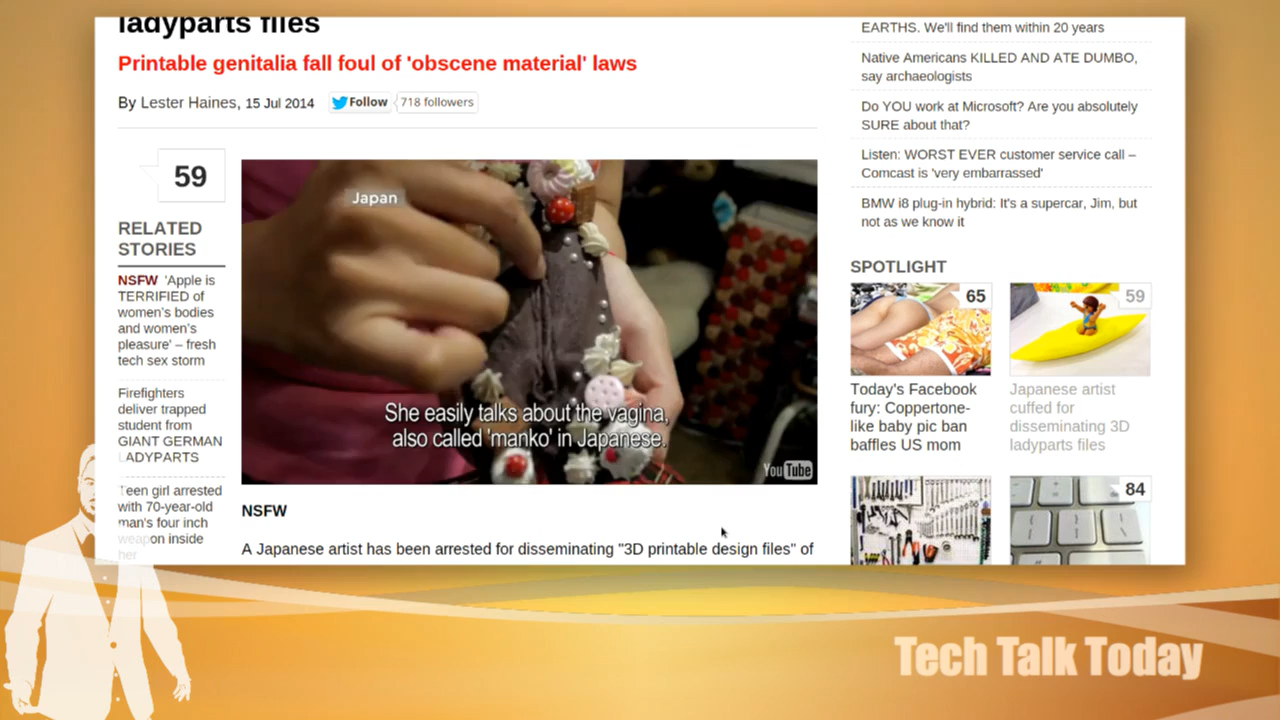 ladyparts files
Printable genitalia fall foul of 'obscene material' laws
By Lester Haines, 15 Jul 2014 Follow 718 followers
59
RELATED
STORIES
NSFW 'Apple is
TERRIFIED of
women's bodies
and women's
pleasure' – fresh
tech sex storm
Firefighters
deliver trapped
student from
GIANT GERMAN
LADYPARTS
Teen girl arrested
with 70-year-old
man's four inch
weapon inside
her
Japan
She easily talks about the vagina,
also called 'manko' in Japanese.
YouTube
NSFW
A Japanese artist has been arrested for disseminating "3D printable design files" of
EARTHS. We'll find them within 20 years
Native Americans KILLED AND ATE DUMBO,
say archaeologists
Do YOU work at Microsoft? Are you absolutely
SURE about that?
Listen: WORST EVER customer service call –
Comcast is 'very embarrassed'
BMW i8 plug-in hybrid: It's a supercar, Jim, but
not as we know it
SPOTLIGHT
65
Today's Facebook
fury: Coppertone-
like baby pic ban
baffles US mom
59
Japanese artist
cuffed for
disseminating 3D
ladyparts files
84
Tech Talk Today